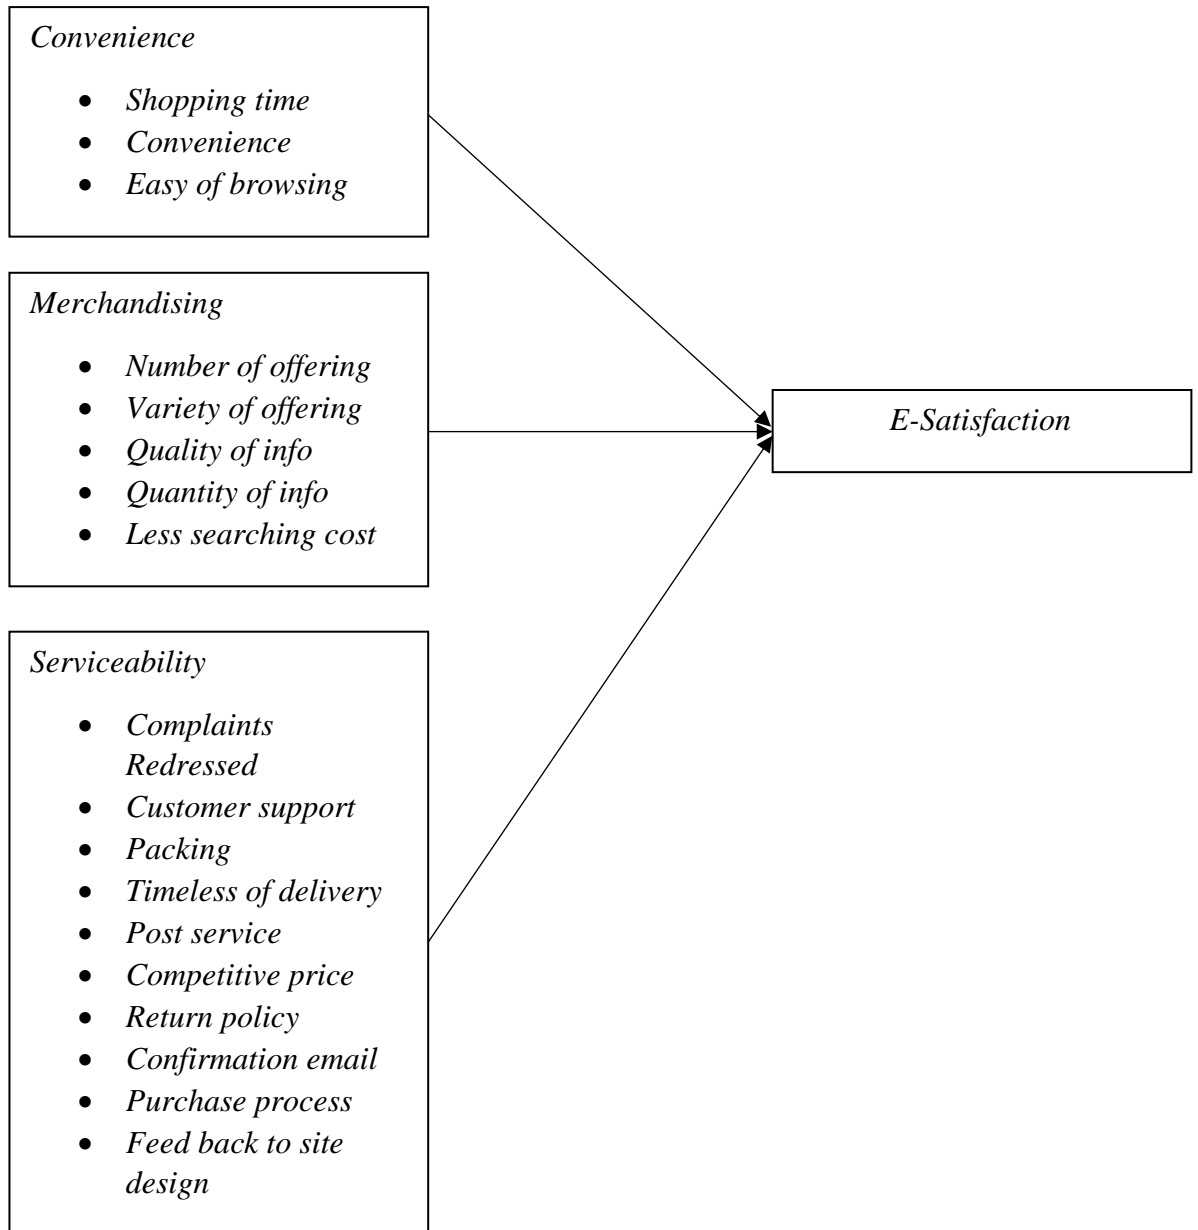 Convenience
• Shopping time
• Convenience
• Easy of browsing
Merchandising
• Number of offering
• Variety of offering
• Quality of info
• Quantity of info
• Less searching cost
E-Satisfaction
Serviceability
• Complaints
Redressed
• Customer support
• Packing
• Timeless of delivery
• Post service
• Competitive price
• Return policy
• Confirmation email
• Purchase process
• Feed back to site
design